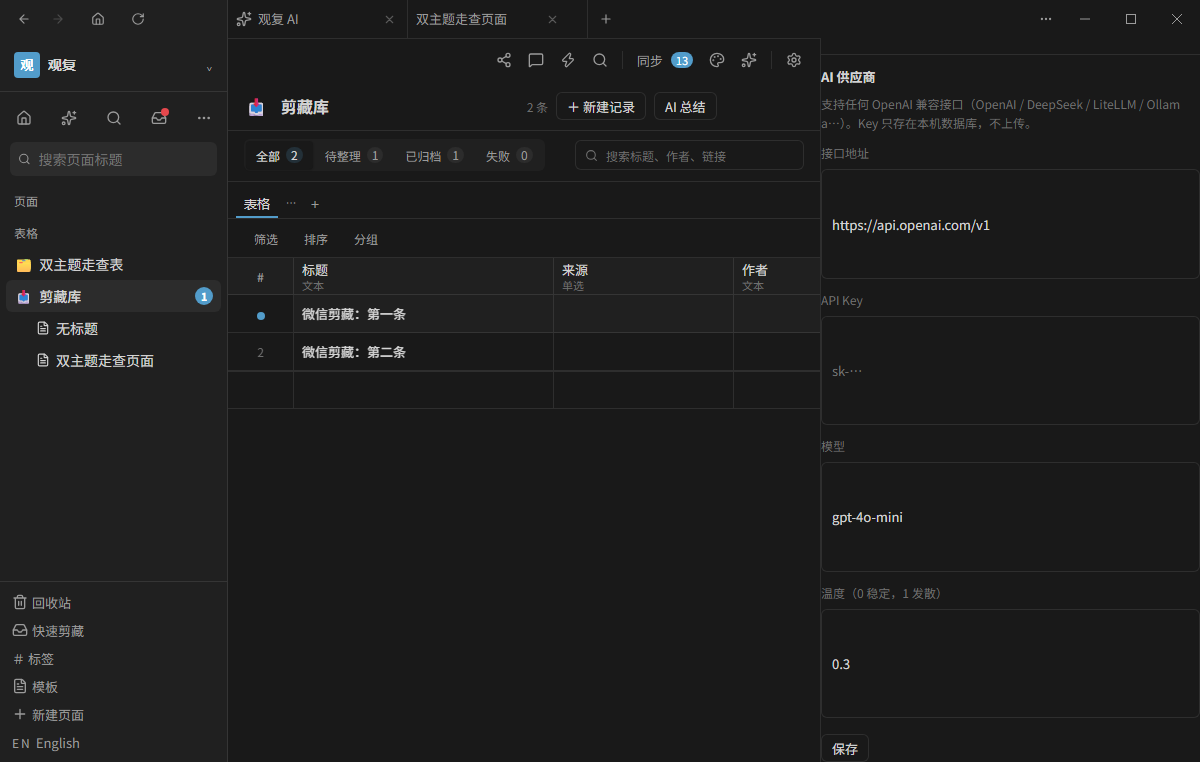 观复 AI
双主题走查页面
观 观复
同步 13
剪藏库
2 条
新建记录
AI 总结
搜索页面标题
全部 2
待整理 1
已归档 1
失败 0
搜索标题、作者、链接
页面
表格
双主题走查表
剪藏库 1
无标题
双主题走查页面
表格
筛选 排序 分组
# 标题 来源 作者
文本 单选 文本
微信剪藏：第一条
2 微信剪藏：第二条
回收站
快速剪藏
# 标签
模板
新建页面
EN English
AI 供应商
支持任何 OpenAI 兼容接口（OpenAI / DeepSeek / LiteLLM / Ollam
a…）。Key 只存在本机数据库，不上传。
接口地址
https://api.openai.com/v1
API Key
sk-…
模型
gpt-4o-mini
温度（0 稳定，1 发散）
0.3
保存